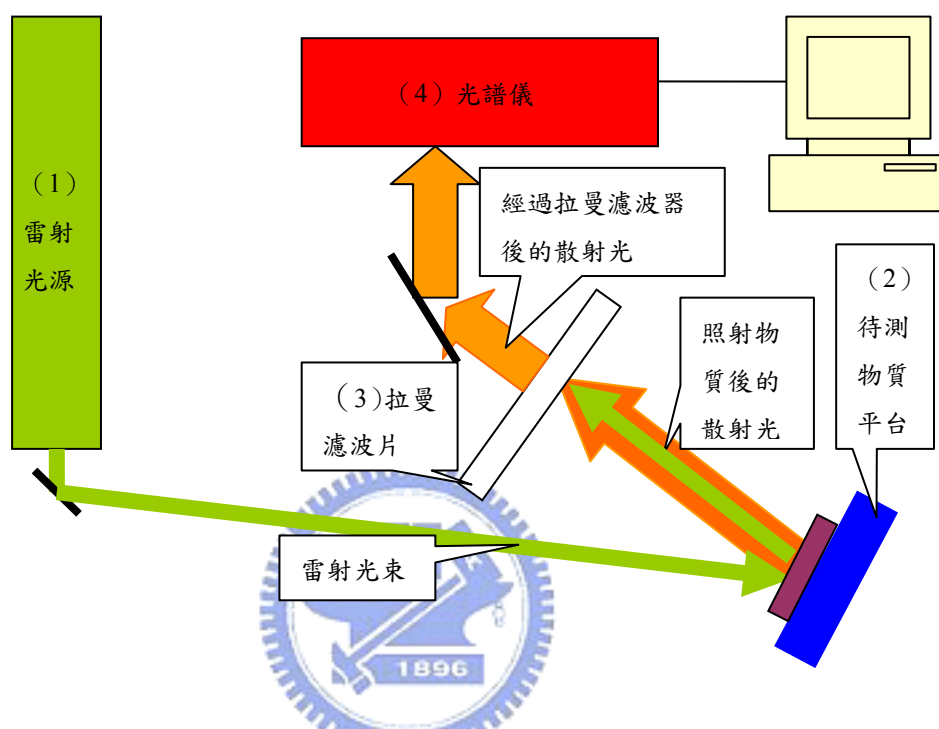 （4）光譜儀
（1）
雷射
光源
經過拉曼濾波器
後的散射光
（2）
待測
物質
平台
照射物
質後的
散射光
（3）拉曼
濾波片
雷射光束
1896